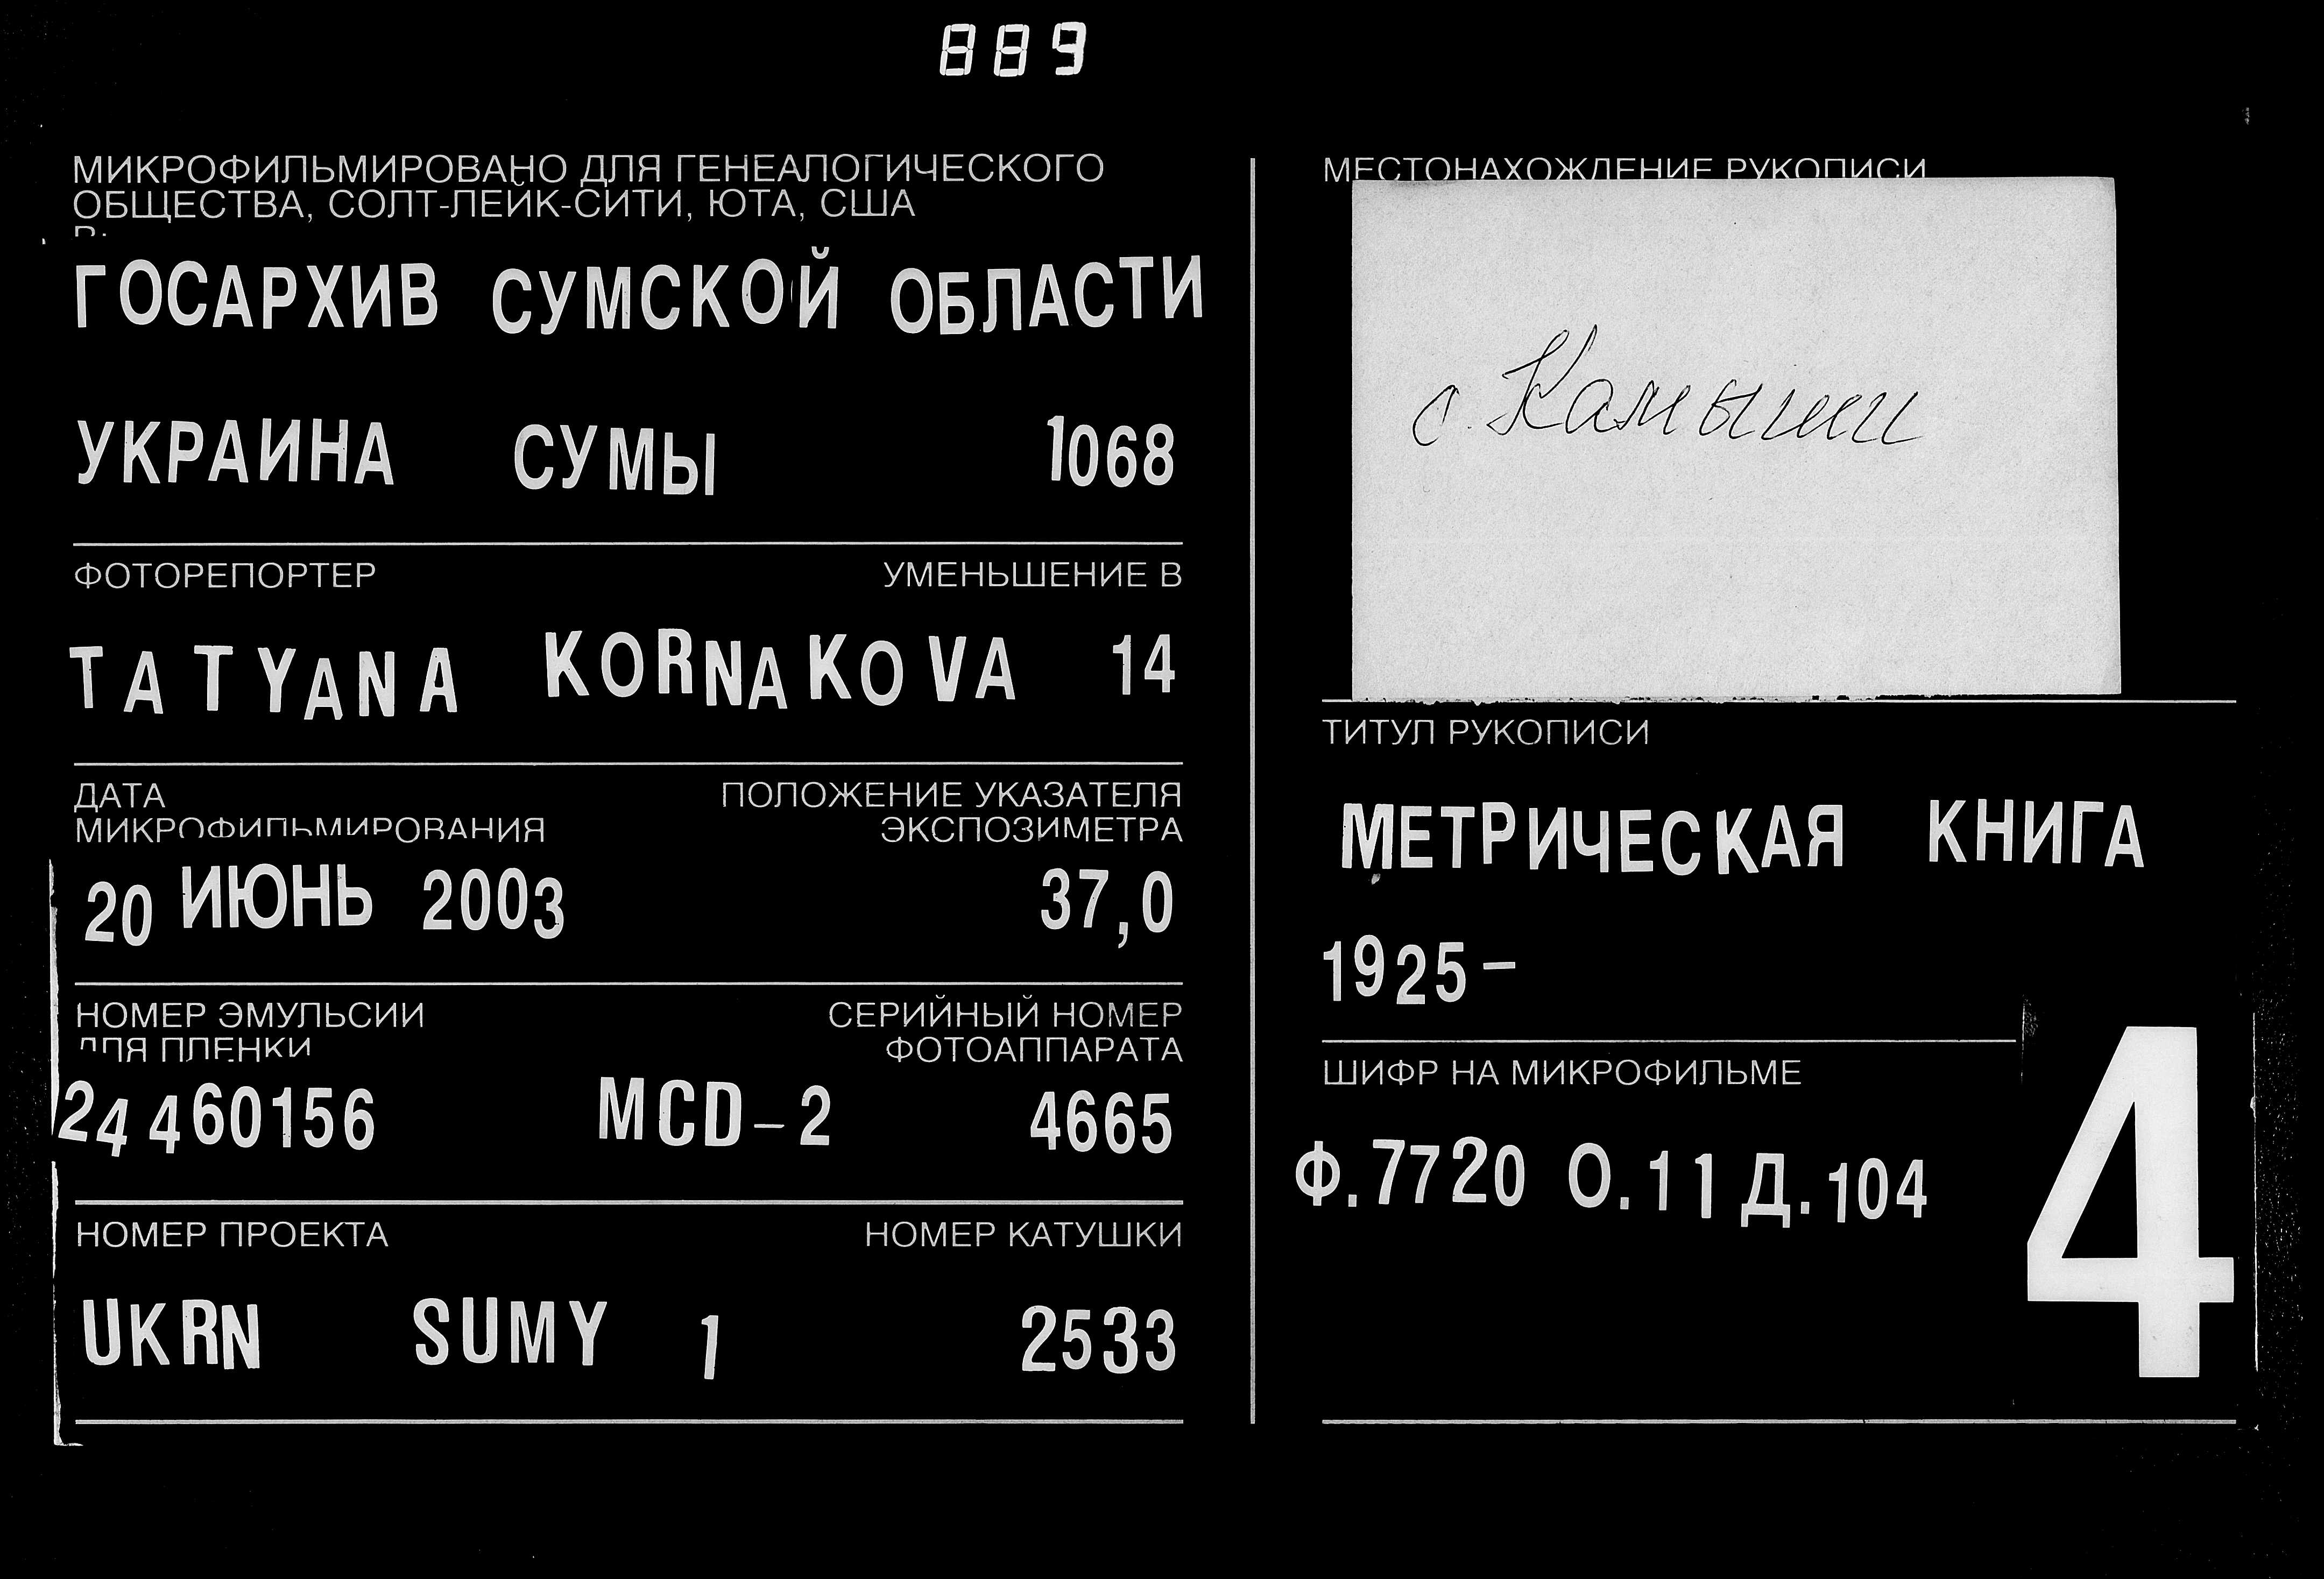 889
МИКРОФИЛЬМИРОВАНО ДЛЯ ГЕНЕАЛОГИЧЕСКОГО
ОБЩЕСТВА, СОЛТ-ЛЕЙК-СИТИ, ЮТА, США
В:
ГОСАРХИВ СУМСКОЙ ОБЛАСТИ
УКРАИНА СУМЫ 1068
ФОТОРЕПОРТЕР УМЕНЬШЕНИЕ В
TATYANA KORNAKOVA 14
ДАТА ПОЛОЖЕНИЕ УКАЗАТЕЛЯ
МИКРОФИЛЬМИРОВАНИЯ ЭКСПОЗИМЕТРА
20 ИЮНЬ 2003 37,0
НОМЕР ЭМУЛЬСИИ СЕРИЙНЫЙ НОМЕР
ДЛЯ ПЛЕНКИ ФОТОАППАРАТА
24460156 MCD-2 4665
НОМЕР ПРОЕКТА НОМЕР КАТУШКИ
UKRN SUMY 1 2533
МЕСТОНАХОЖДЕНИЕ РУКОПИСИ
с. Камыши
ТИТУЛ РУКОПИСИ
МЕТРИЧЕСКАЯ КНИГА
1925-
ШИФР НА МИКРОФИЛЬМЕ
Ф.7720 О.11 Д.104
4